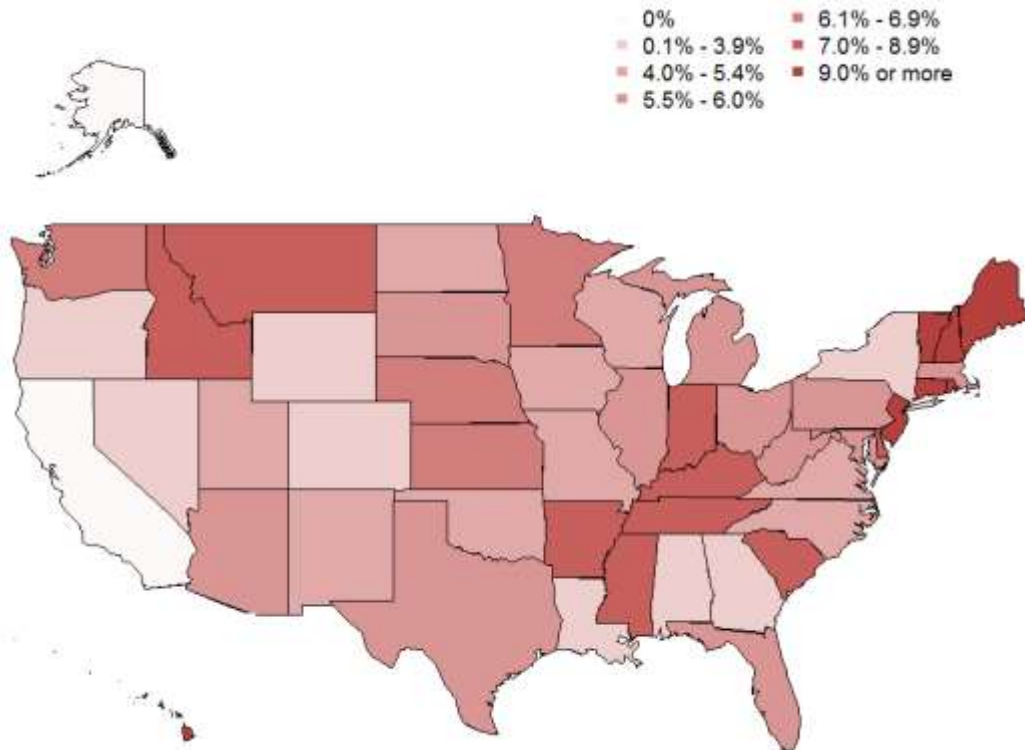 0%
0.1% - 3.9%
4.0% - 5.4%
5.5% - 6.0%
6.1% - 6.9%
7.0% - 8.9%
9.0% or more